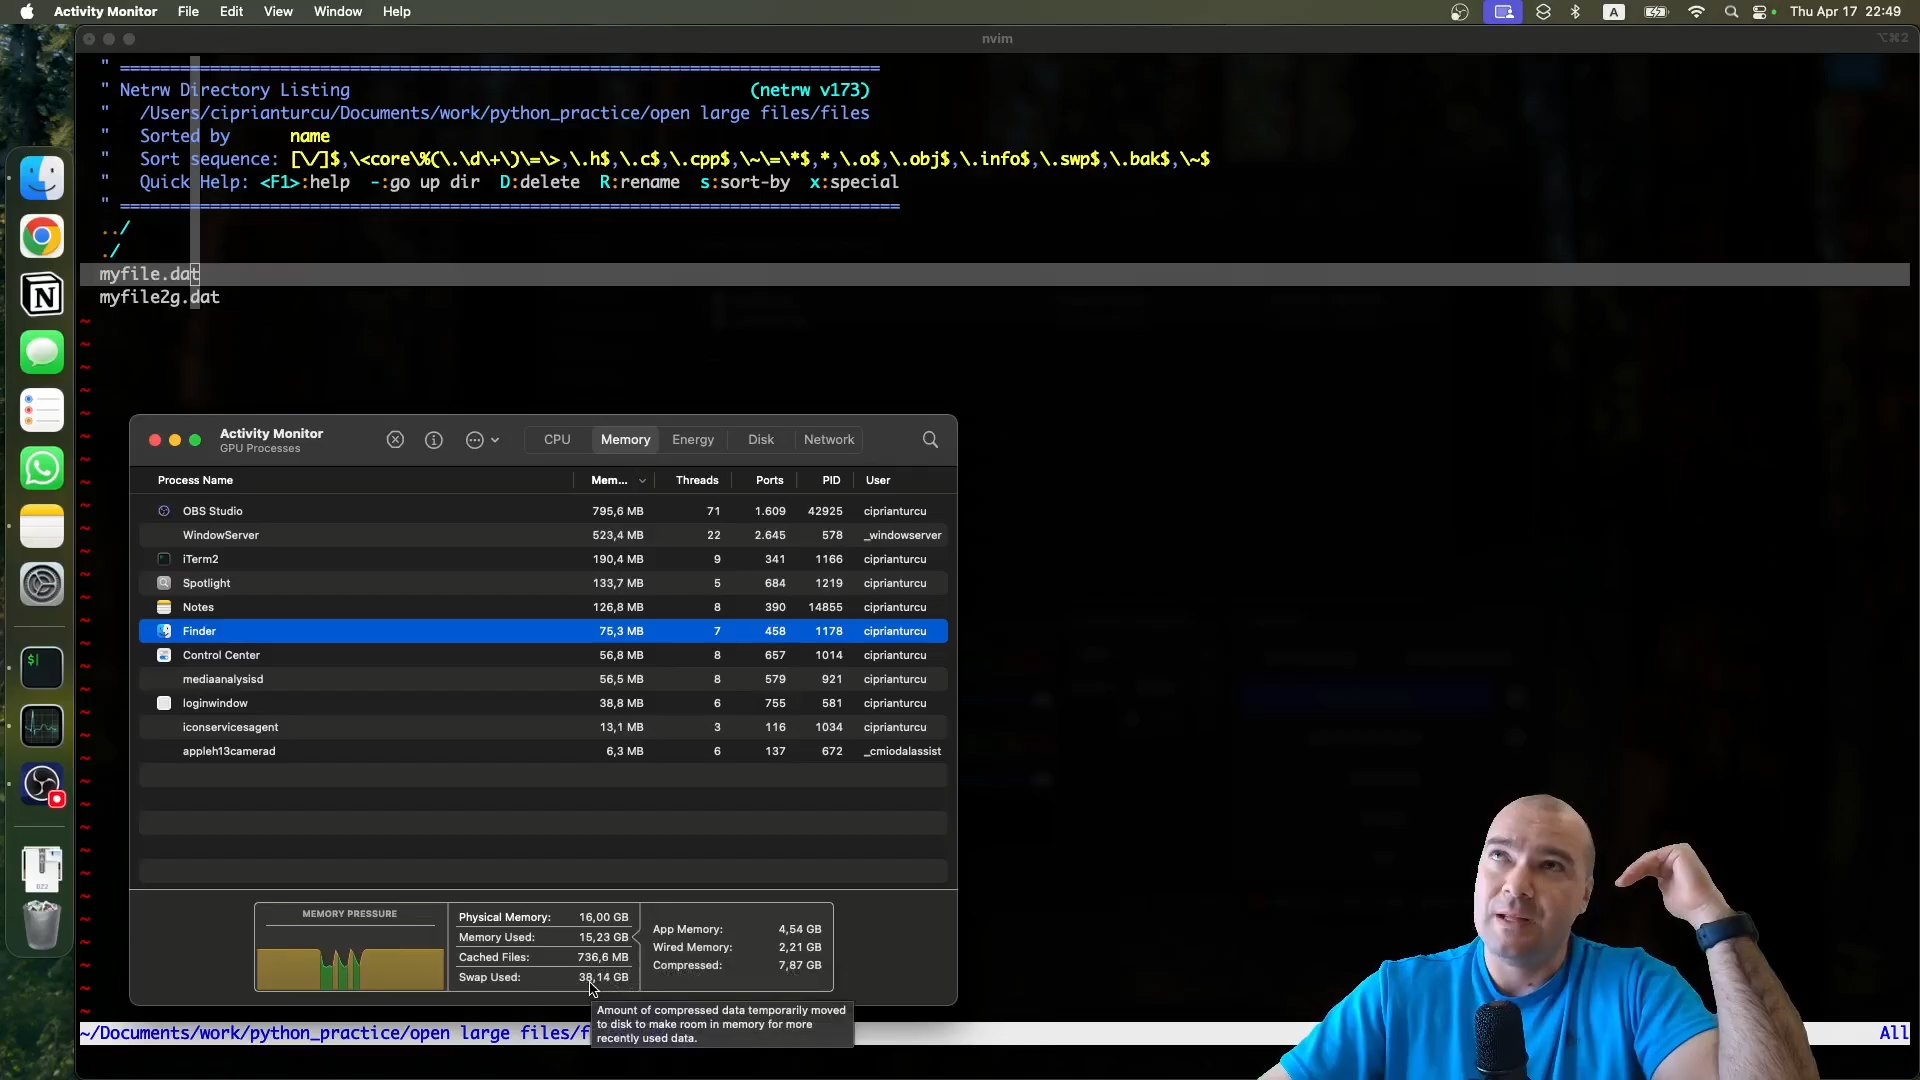 Activity Monitor File Edit View Window Help
A
Thu Apr 17 22:49
nvim
⌥⌘2
" ============================================================================
" Netrw Directory Listing (netrw v173)
" /Users/ciprianturcu/Documents/work/python_practice/open large files/files
" Sorted by name
" Sort sequence: [\/]$,\<core\%(\.\d\+\)\=\>,\.h$,\.c$,\.cpp$,\~\=\*$,*,\.o$,\.obj$,\.info$,\.swp$,\.bak$,\~$
" Quick Help: <F1>:help -:go up dir D:delete R:rename s:sort-by x:special
" ==============================================================================
../
./
myfile.dat
myfile2g.dat
Activity Monitor
GPU Processes
CPU Memory Energy Disk Network
Process Name Mem... Threads Ports PID User
OBS Studio 795,6 MB 71 1.609 42925 ciprianturcu
WindowServer 523,4 MB 22 2.645 578 _windowserver
iTerm2 190,4 MB 9 341 1166 ciprianturcu
Spotlight 133,7 MB 5 684 1219 ciprianturcu
Notes 126,8 MB 8 390 14855 ciprianturcu
Finder 75,3 MB 7 458 1178 ciprianturcu
Control Center 56,8 MB 8 657 1014 ciprianturcu
mediaanalysisd 56,5 MB 8 579 921 ciprianturcu
loginwindow 38,8 MB 6 755 581 ciprianturcu
iconservicesagent 13,1 MB 3 116 1034 ciprianturcu
appleh13camerad 6,3 MB 6 137 672 _cmiodalassist
MEMORY PRESSURE
Physical Memory: 16,00 GB
Memory Used: 15,23 GB
Cached Files: 736,6 MB
Swap Used: 38,14 GB
App Memory: 4,54 GB
Wired Memory: 2,21 GB
Compressed: 7,87 GB
Amount of compressed data temporarily moved
to disk to make room in memory for more
recently used data.
~/Documents/work/python_practice/open large files/f
All